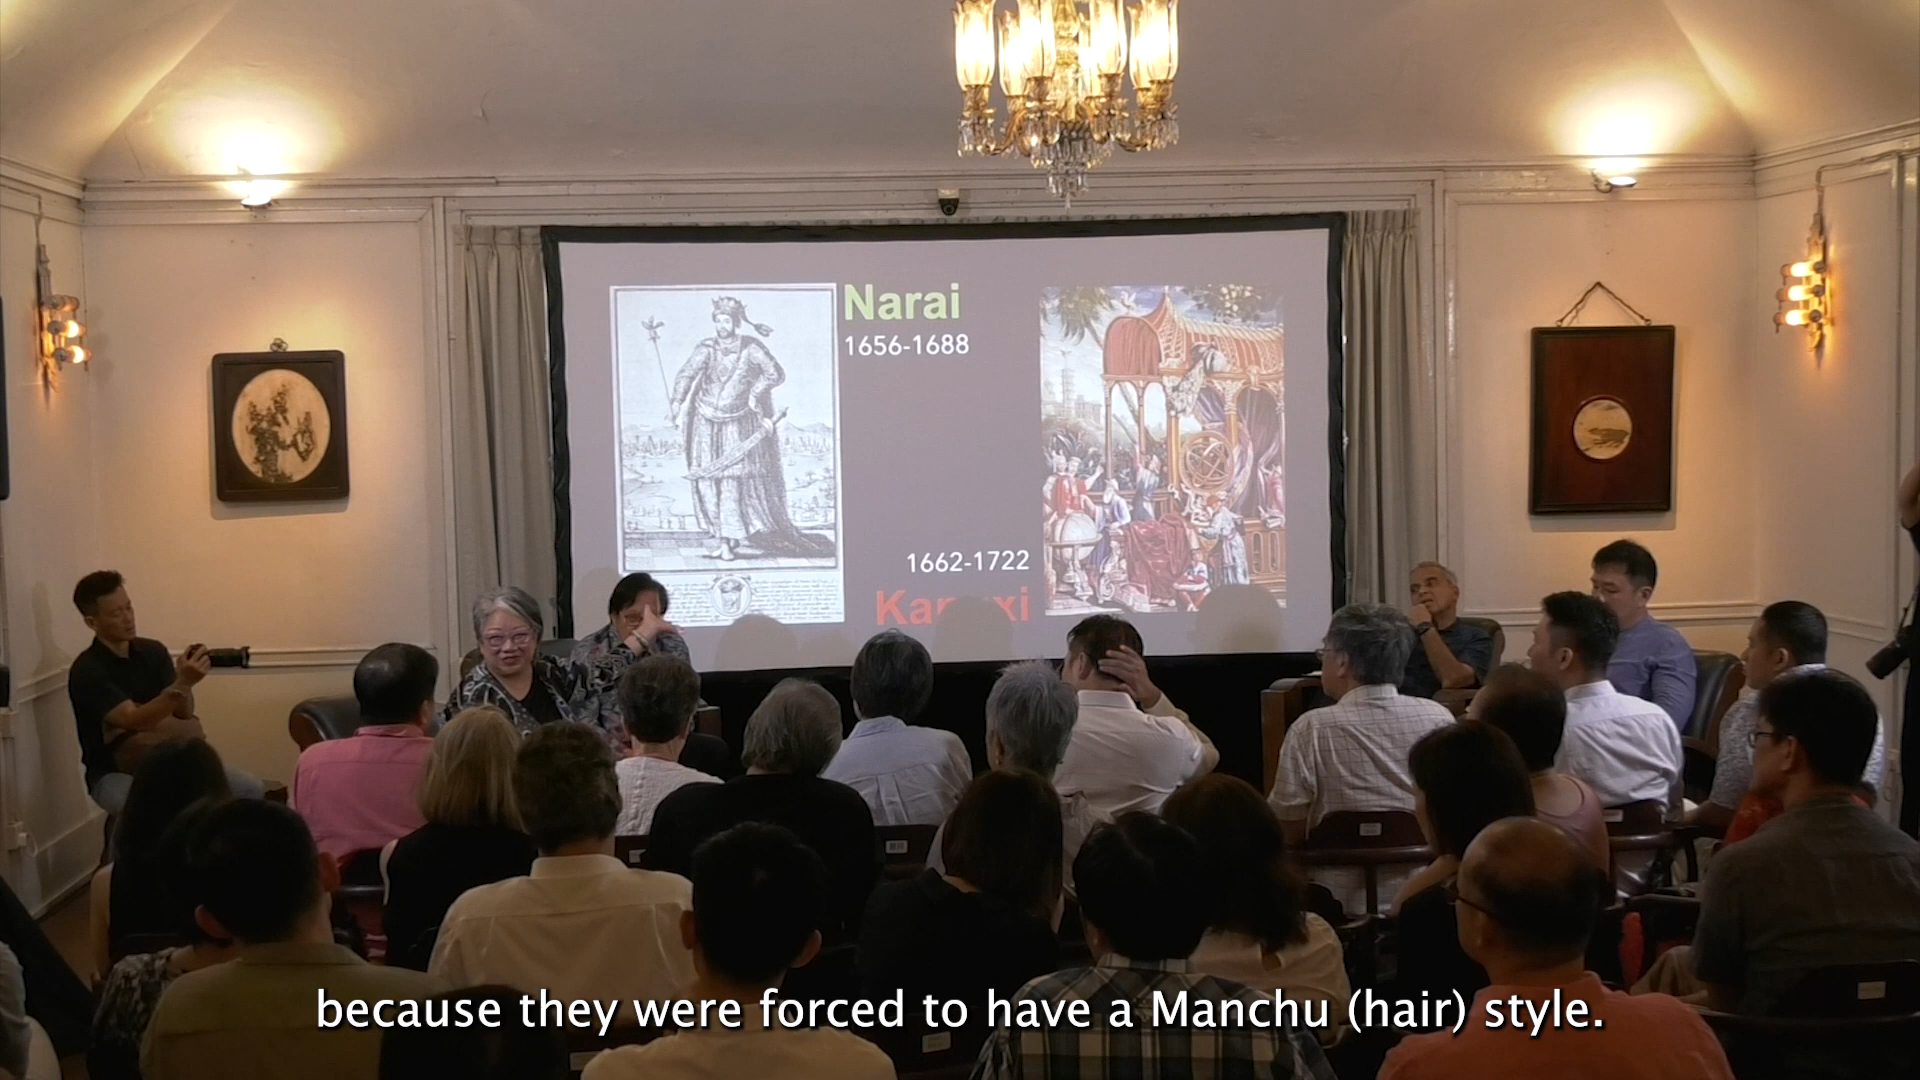 Narai
1656-1688
1662-1722
because they were forced to have a Manchu (hair) style.